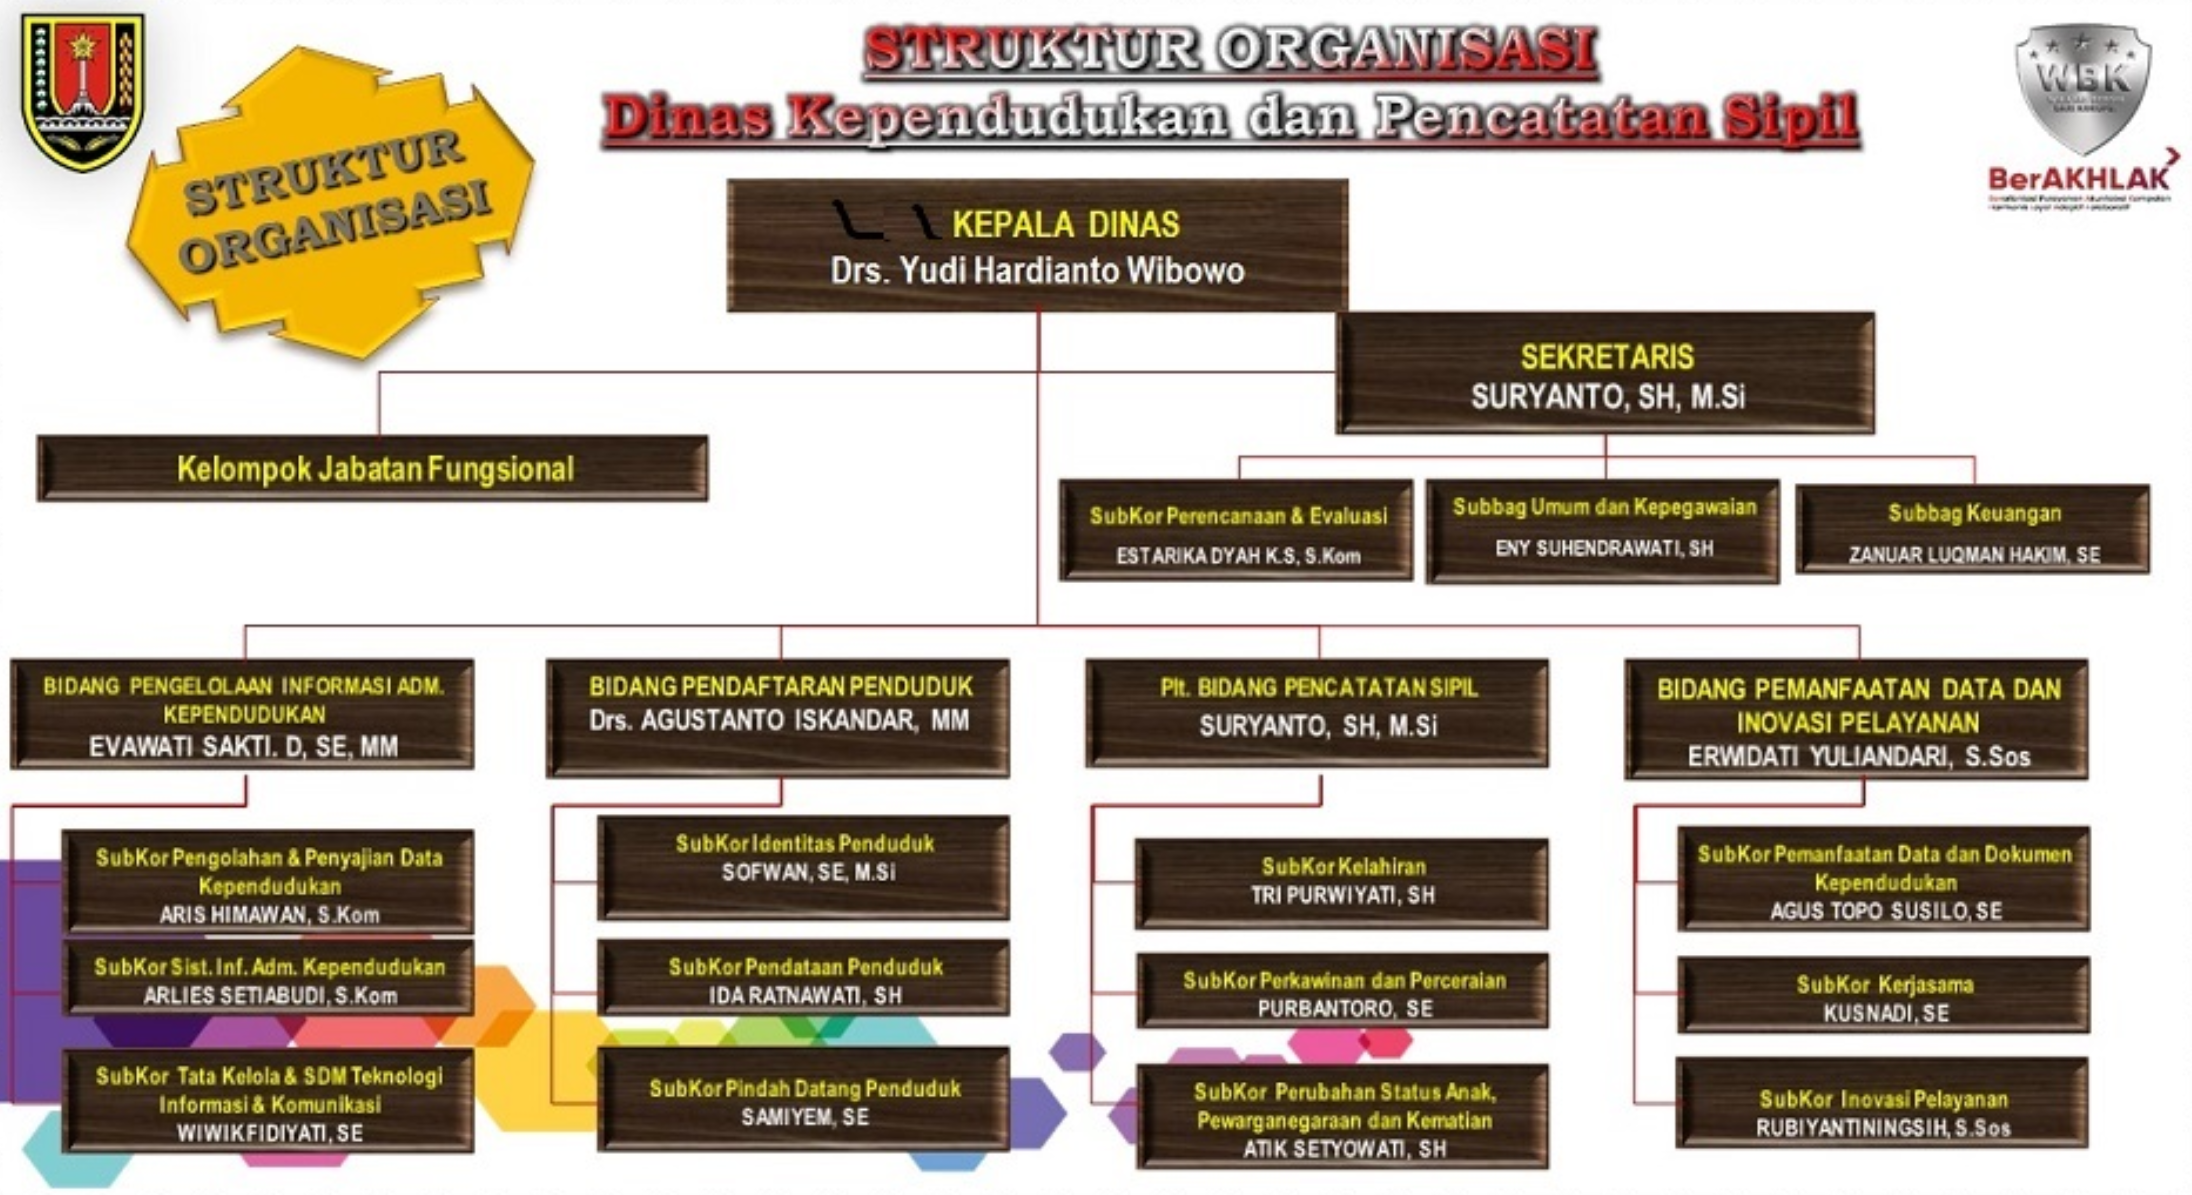 STRUKTUR ORGANISASI
Dinas Kependudukan dan Pencatatan Sipil
STRUKTUR
ORGANISASI
WBK
BerAKHLAK
KEPALA DINAS
Drs. Yudi Hardianto Wibowo
SEKRETARIS
SURYANTO, SH, M.Si
Kelompok Jabatan Fungsional
SubKor Perencanaan & Evaluasi
ESTARIKA DYAH K.S, S.Kom
Subbag Umum dan Kepegawaian
ENY SUHENDRAWATI, SH
Subbag Keuangan
ZANUAR LUQMAN HAKIM, SE
BIDANG PENGELOLAAN INFORMASI ADM.
KEPENDUDUKAN
EVAWATI SAKTI. D, SE, MM
BIDANG PENDAFTARAN PENDUDUK
Drs. AGUSTANTO ISKANDAR, MM
Plt. BIDANG PENCATATAN SIPIL
SURYANTO, SH, M.Si
BIDANG PEMANFAATAN DATA DAN
INOVASI PELAYANAN
ERWIDATI YULIANDARI, S.Sos
SubKor Pengolahan & Penyajian Data
Kependudukan
ARIS HIMAWAN, S.Kom
SubKor Sist. Inf. Adm. Kependudukan
ARLIES SETIABUDI, S.Kom
SubKor Tata Kelola & SDM Teknologi
Informasi & Komunikasi
WIWIK FIDIYATI, SE
SubKor Identitas Penduduk
SOFWAN, SE, M.Si
SubKor Pendataan Penduduk
IDA RATNAWATI, SH
SubKor Pindah Datang Penduduk
SAMIYEM, SE
SubKor Kelahiran
TRI PURWIYATI, SH
SubKor Perkawinan dan Perceraian
PURBANTORO, SE
SubKor Perubahan Status Anak,
Pewarganegaraan dan Kematian
ATIK SETYOWATI, SH
SubKor Pemanfaatan Data dan Dokumen
Kependudukan
AGUS TOPO SUSILO, SE
SubKor Kerjasama
KUSNADI, SE
SubKor Inovasi Pelayanan
RUBIYANTININGSIH, S.Sos